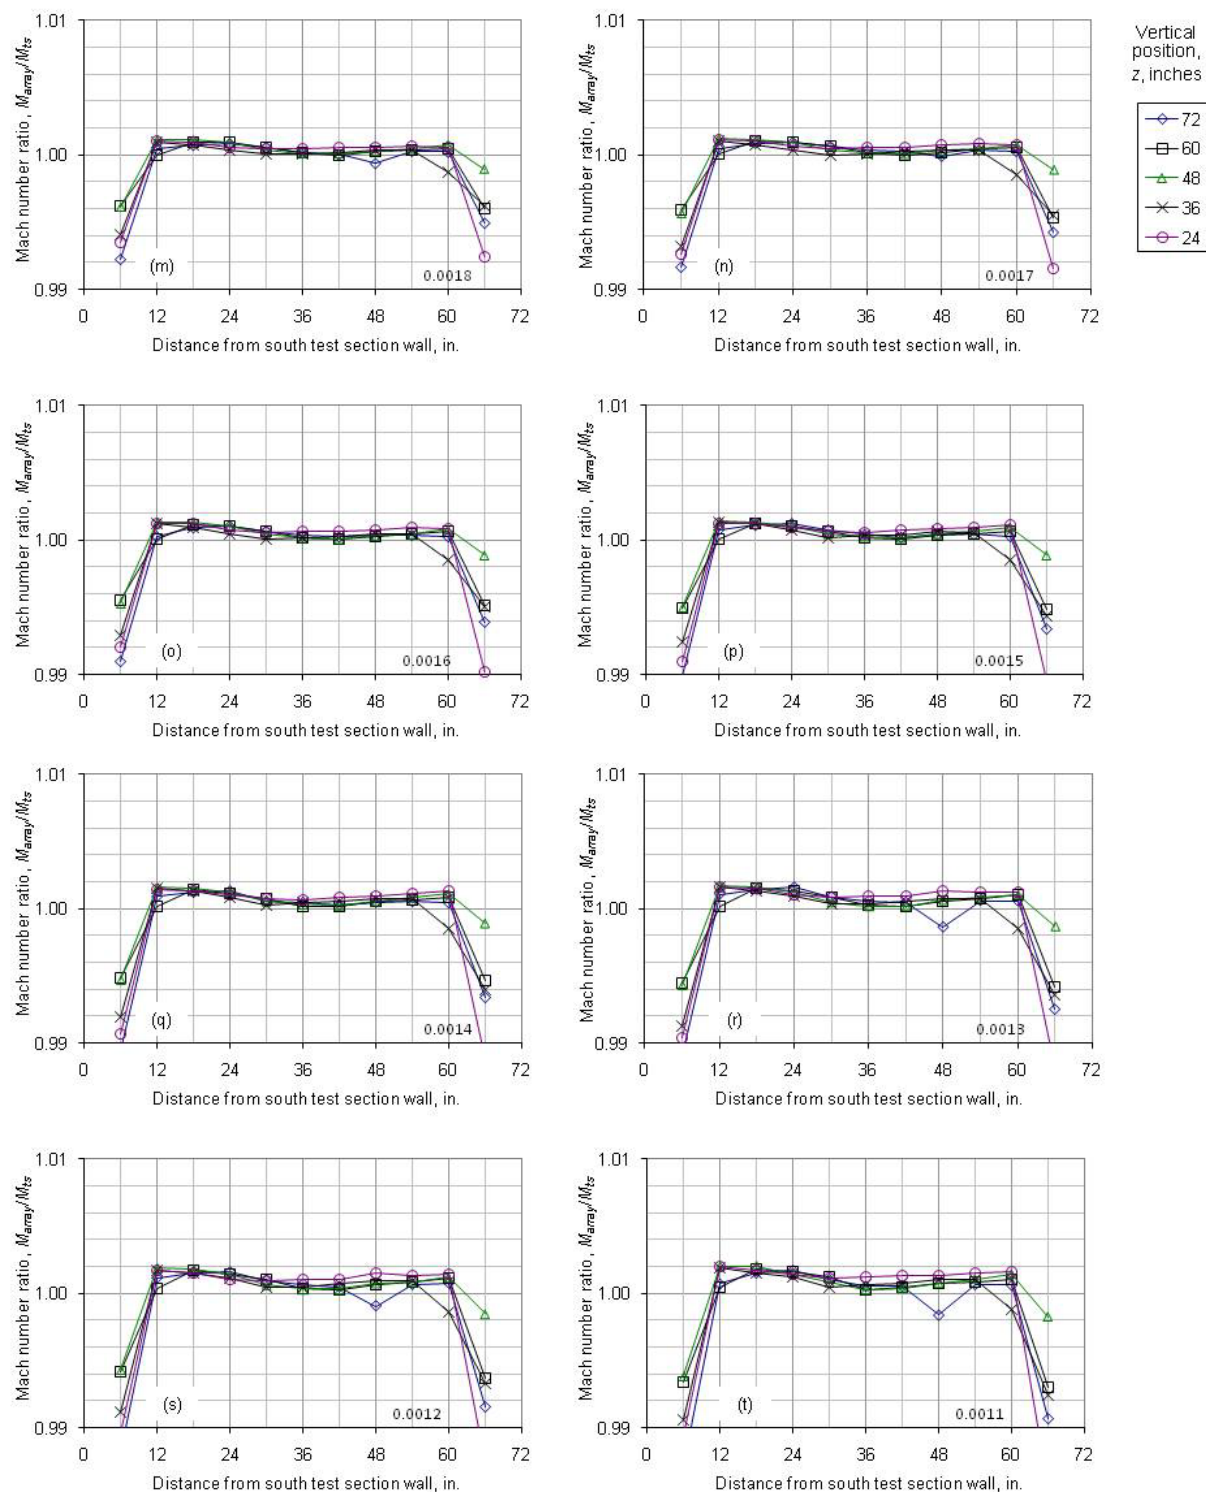 1.01
1.00
0.99
Mach number ratio, Marray/Mts
(m)
0.0018
0 12 24 36 48 60 72
Distance from south test section wall, in.
1.01
1.00
0.99
Mach number ratio, Marray/Mts
(n)
0.0017
0 12 24 36 48 60 72
Distance from south test section wall, in.
Vertical
position,
z, inches
72
60
48
36
24
1.01
1.00
0.99
Mach number ratio, Marray/Mts
(o)
0.0016
0 12 24 36 48 60 72
Distance from south test section wall, in.
1.01
1.00
0.99
Mach number ratio, Marray/Mts
(p)
0.0015
0 12 24 36 48 60 72
Distance from south test section wall, in.
1.01
1.00
0.99
Mach number ratio, Marray/Mts
(q)
0.0014
0 12 24 36 48 60 72
Distance from south test section wall, in.
1.01
1.00
0.99
Mach number ratio, Marray/Mts
(r)
0.0013
0 12 24 36 48 60 72
Distance from south test section wall, in.
1.01
1.00
0.99
Mach number ratio, Marray/Mts
(s)
0.0012
0 12 24 36 48 60 72
Distance from south test section wall, in.
1.01
1.00
0.99
Mach number ratio, Marray/Mts
(t)
0.0011
0 12 24 36 48 60 72
Distance from south test section wall, in.